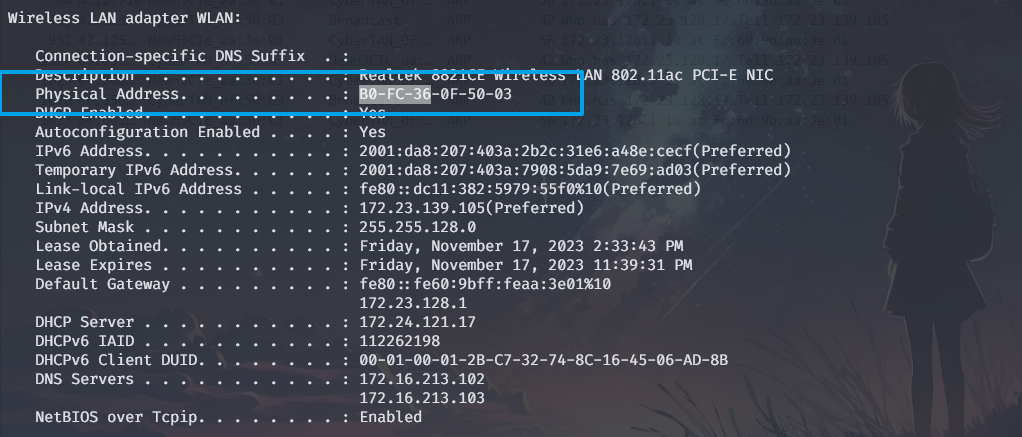 Wireless LAN adapter WLAN:
Connection-specific DNS Suffix  . :
Description . . . . . . . . . . . : Realtek 8821CE Wireless LAN 802.11ac PCI-E NIC
Physical Address. . . . . . . . . : B0-FC-36-0F-50-03
DHCP Enabled. . . . . . . . . . . : Yes
Autoconfiguration Enabled . . . . : Yes
IPv6 Address. . . . . . . . . . . : 2001:da8:207:403a:2b2c:31e6:a48e:cecf(Preferred)
Temporary IPv6 Address. . . . . . : 2001:da8:207:403a:7908:5da9:7e69:ad03(Preferred)
Link-local IPv6 Address . . . . . : fe80::dc11:382:5979:55f0%10(Preferred)
IPv4 Address. . . . . . . . . . . : 172.23.139.105(Preferred)
Subnet Mask . . . . . . . . . . . : 255.255.128.0
Lease Obtained. . . . . . . . . . : Friday, November 17, 2023 2:33:43 PM
Lease Expires . . . . . . . . . . : Friday, November 17, 2023 11:39:31 PM
Default Gateway . . . . . . . . . : fe80::fe60:9bff:feaa:3e01%10
172.23.128.1
DHCP Server . . . . . . . . . . . : 172.24.121.17
DHCPv6 IAID . . . . . . . . . . . : 112262198
DHCPv6 Client DUID. . . . . . . . : 00-01-00-01-2B-C7-32-74-8C-16-45-06-AD-8B
DNS Servers . . . . . . . . . . . : 172.16.213.102
172.16.213.103
NetBIOS over Tcpip. . . . . . . . : Enabled